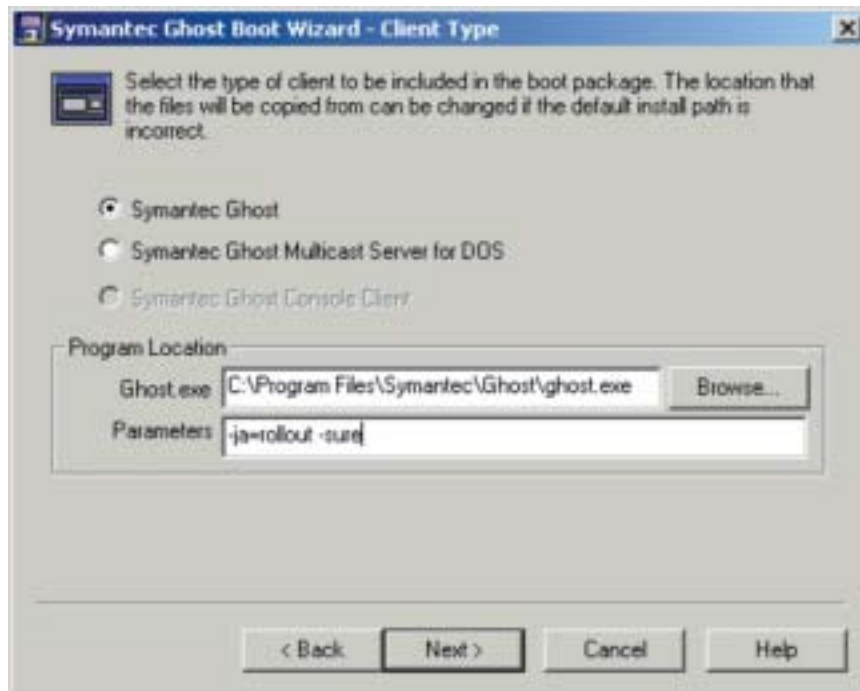 Symantec Ghost Boot Wizard - Client Type
Select the type of client to be included in the boot package. The location that
the files will be copied from can be changed if the default install path is
incorrect.
Symantec Ghost
Symantec Ghost Multicast Server for DOS
Symantec Ghost Console Client
Program Location
Ghost.exe C:\Program Files\Symantec\Ghost\ghost.exe Browse...
Parameters -ja=rollout -sure
< Back Next > Cancel Help